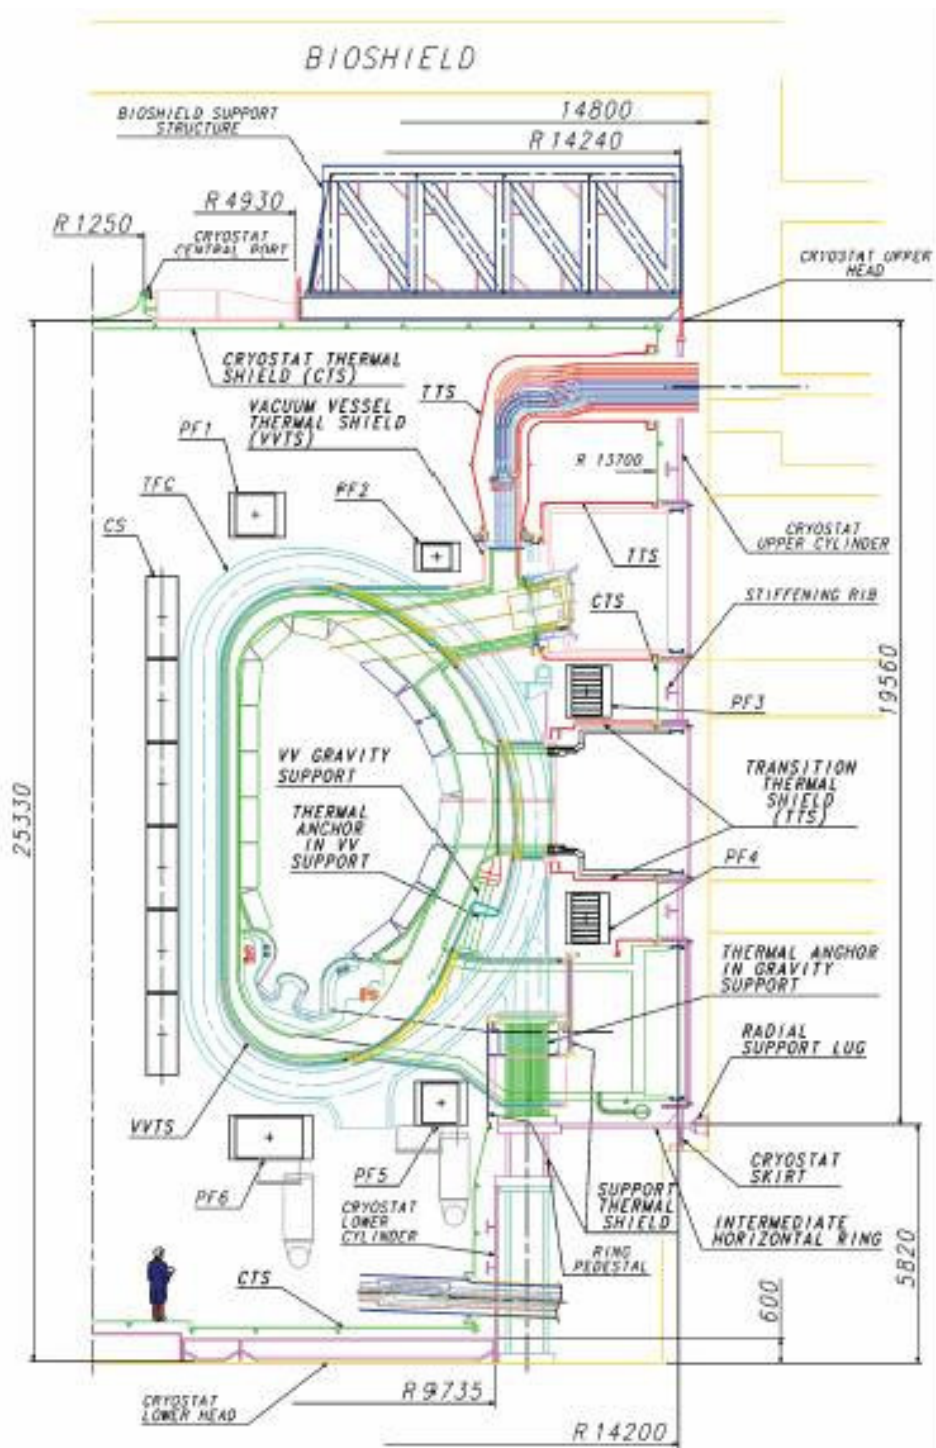 BIOSHIELD
BIOSHIELD SUPPORT
STRUCTURE
14800
R 14240
R 4930
R 1250
CRYOSTAT
CENTRAL PORT
CRYOSTAT UPPER
HEAD
CRYOSTAT THERMAL
SHIELD (CTS)
TTS
VACUUM VESSEL
THERMAL SHIELD
(VVTS)
PF1
R 13700
PF2
TFC
CS
CRYOSTAT
UPPER CYLINDER
TTS
CTS
STIFFENING RIB
19560
PF3
VV GRAVITY
SUPPORT
TRANSITION
THERMAL
SHIELD
(TTS)
THERMAL
ANCHOR
IN VV
SUPPORT
25330
PF4
THERMAL ANCHOR
IN GRAVITY
SUPPORT
RADIAL
SUPPORT LUG
VVTS
CRYOSTAT
SKIRT
PF5
PF6
SUPPORT
THERMAL
SHIELD
CRYOSTAT
LOWER
CYLINDER
INTERMEDIATE
HORIZONTAL RING
RING
PEDESTAL
5820
CTS
600
R 9735
CRYOSTAT
LOWER HEAD
R 14200